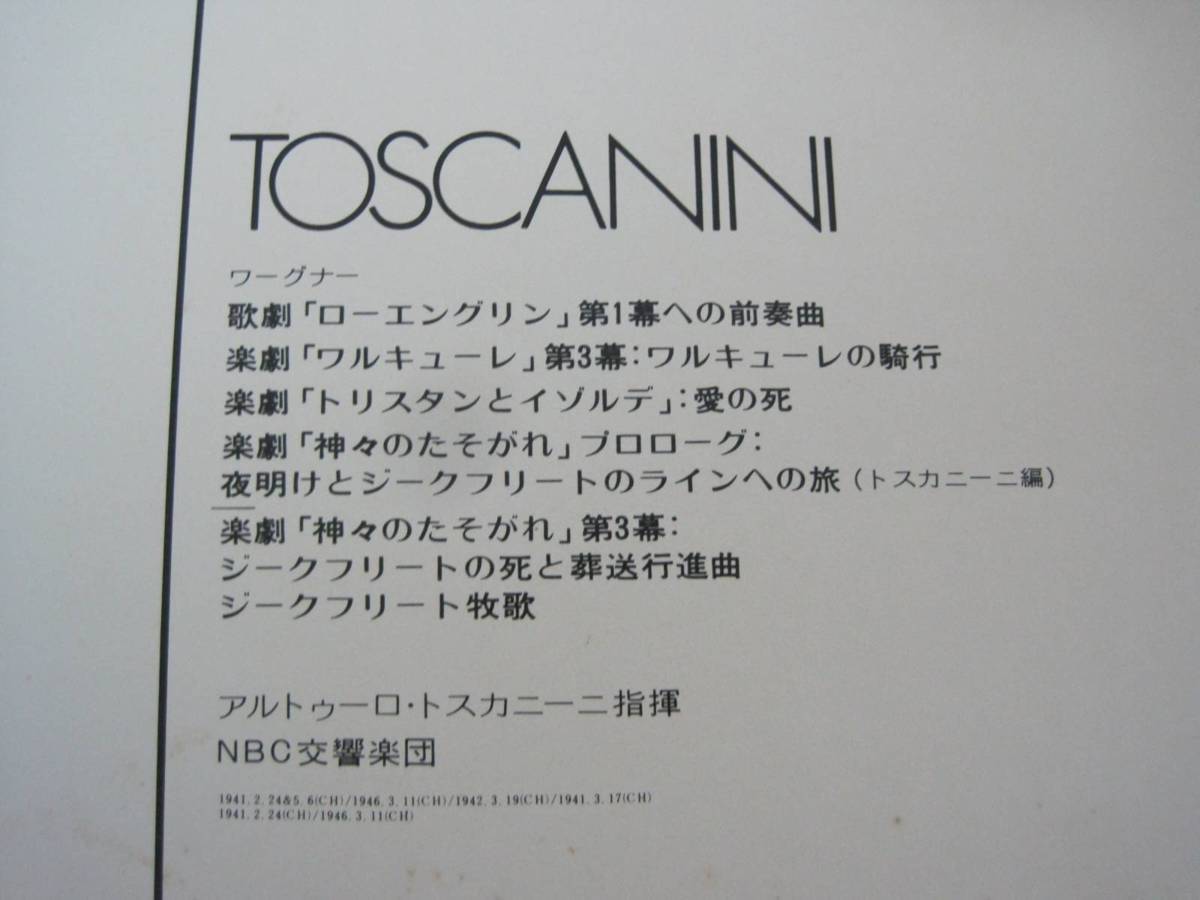 TOSCANINI
ワーグナー
歌劇「ローエングリン」第1幕への前奏曲
楽劇「ワルキューレ」第3幕:ワルキューレの騎行
楽劇「トリスタンとイゾルデ」:愛の死
楽劇「神々のたそがれ」プロローグ:
夜明けとジークフリートのラインへの旅(トスカニーニ編)
楽劇「神々のたそがれ」第3幕:
ジークフリートの死と葬送行進曲
ジークフリート牧歌
アルトゥーロ・トスカニーニ指揮
NBC交響楽団
1941. 2. 24&5. 6(CH)/1946. 3. 11(CH)/1942. 3. 19(CH)/1941. 3. 17(CH)
1941. 2. 24(CH)/1946. 3. 11(CH)